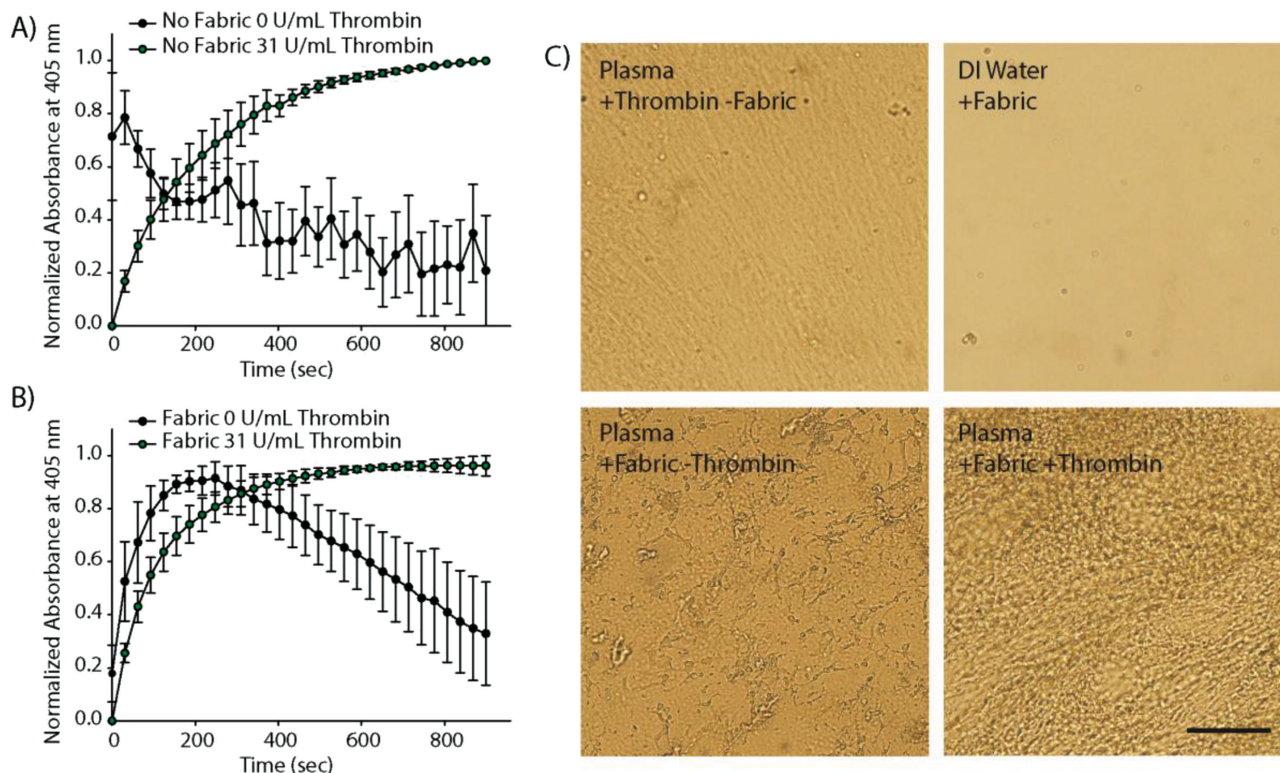 A)
No Fabric 0 U/mL Thrombin
No Fabric 31 U/mL Thrombin
Normalized Absorbance at 405 nm
1.0
0.8
0.6
0.4
0.2
0.0
0 200 400 600 800
Time (sec)
B)
Fabric 0 U/mL Thrombin
Fabric 31 U/mL Thrombin
Normalized Absorbance at 405 nm
1.0
0.8
0.6
0.4
0.2
0.0
0 200 400 600 800
Time (sec)
C)
Plasma
+Thrombin -Fabric
DI Water
+Fabric
Plasma
+Fabric -Thrombin
Plasma
+Fabric +Thrombin